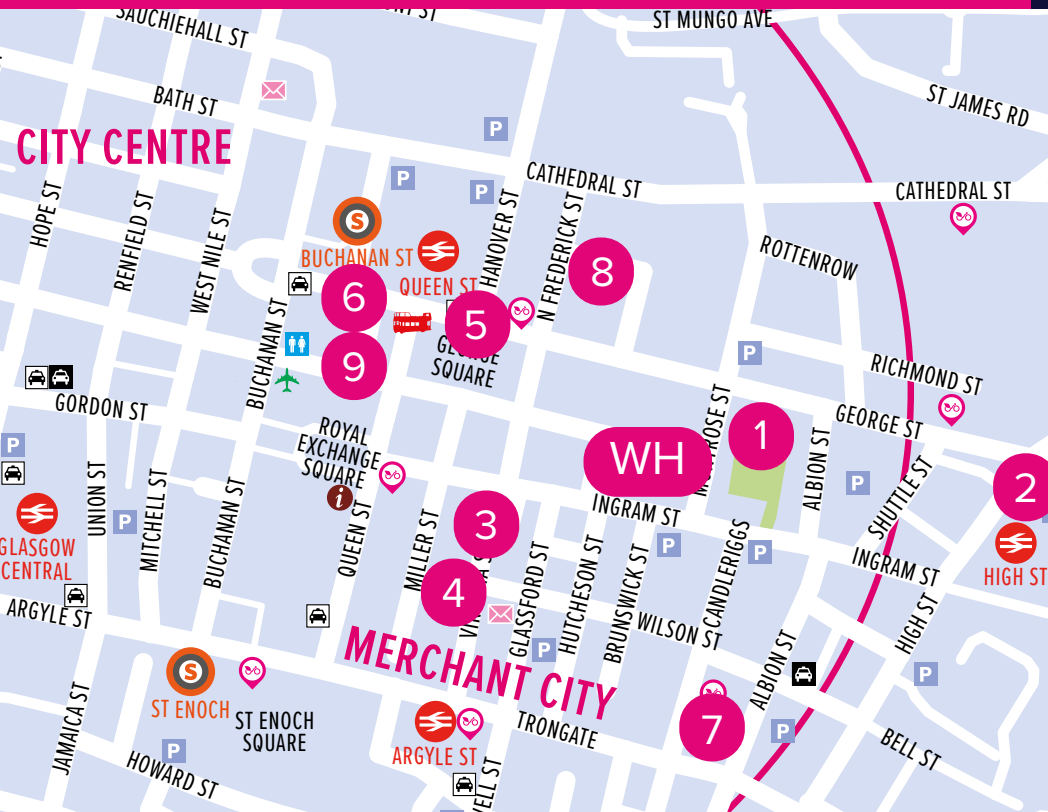 SAUCHIEHALL ST
ST
ST MUNGO AVE
BATH ST
ST JAMES RD
P
CITY CENTRE
P
P
CATHEDRAL ST
CATHEDRAL ST
HOPE ST
RENFIELD ST
WEST NILE ST
S
BUCHANAN ST
HANOVER ST
N FREDERICK ST
ROTTENROW
QUEEN ST
8
6
5
GEORGE
SQUARE
BUCHANAN ST
9
P
RICHMOND ST
GORDON ST
ROYAL
EXCHANGE
SQUARE
i
MONTROSE ST
1
GEORGE ST
ALBION ST
P
WH
P
SHUTTLE ST
2
UNION ST
MITCHELL ST
P
BUCHANAN ST
QUEEN ST
MILLER ST
3
INGRAM ST
P
P
GLASGOW
CENTRAL
INGRAM ST
HIGH ST
4
GLASSFORD ST
HUTCHESON ST
BRUNSWICK ST
CANDLERIGGS
ARGYLE ST
WILSON ST
HIGH ST
MERCHANT CITY
P
ALBION ST
P
S
ST ENOCH
ST ENOCH
SQUARE
JAMAICA ST
P
HOWARD ST
ARGYLE ST
TRONGATE
7
P
BELL ST